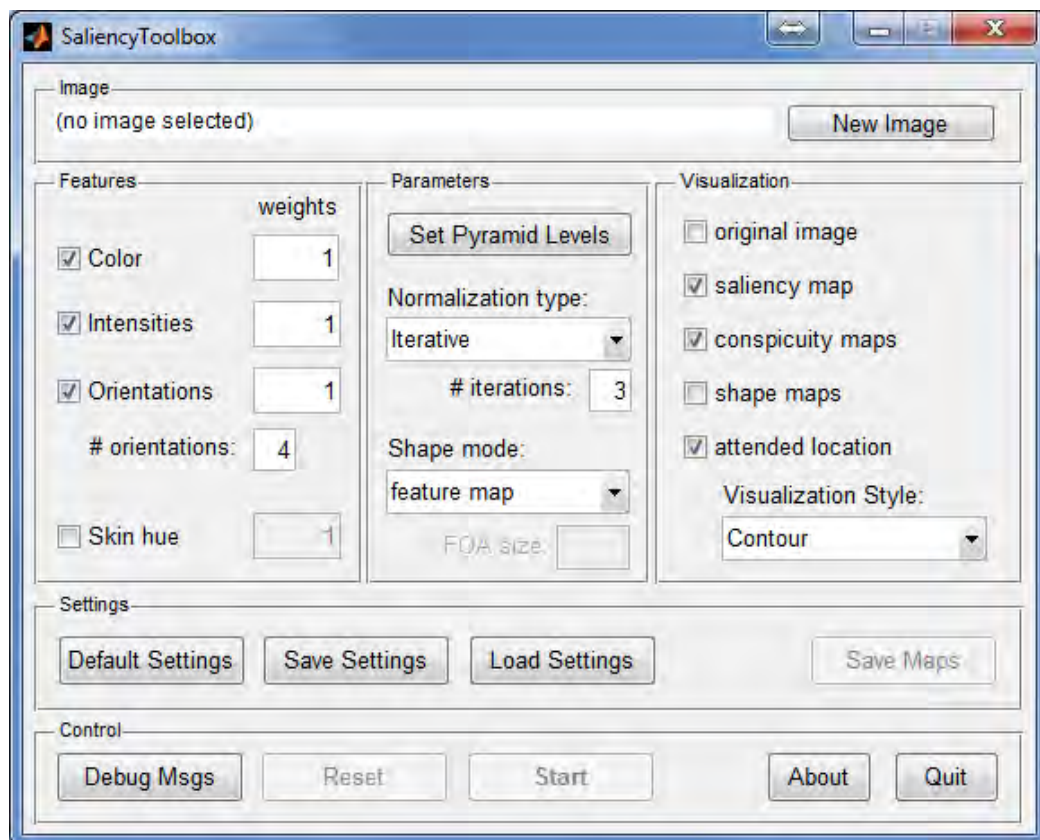 SaliencyToolbox
Image
(no image selected)
New Image
Features
weights
Color 1
Intensities 1
Orientations 1
# orientations: 4
Skin hue 1
Parameters
Set Pyramid Levels
Normalization type:
Iterative
# iterations: 3
Shape mode:
feature map
FOA size:
Visualization
original image
saliency map
conspicuity maps
shape maps
attended location
Visualization Style:
Contour
Settings
Default Settings Save Settings Load Settings Save Maps
Control
Debug Msgs Reset Start About Quit